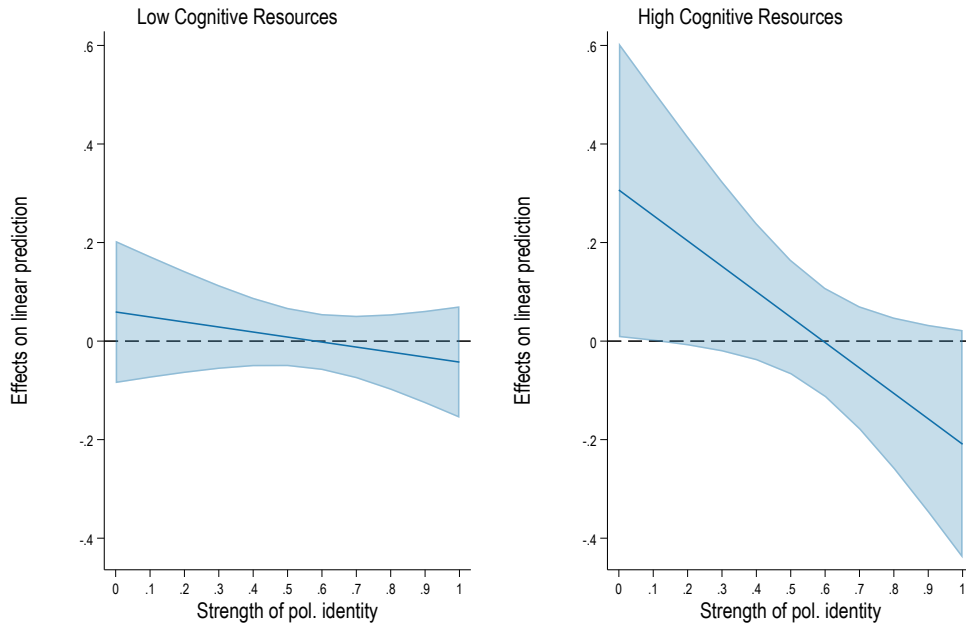 Low Cognitive Resources
.6
.4
.2
0
-.2
-.4
Effects on linear prediction
0 .1 .2 .3 .4 .5 .6 .7 .8 .9 1
Strength of pol. identity
High Cognitive Resources
.6
.4
.2
0
-.2
-.4
Effects on linear prediction
0 .1 .2 .3 .4 .5 .6 .7 .8 .9 1
Strength of pol. identity